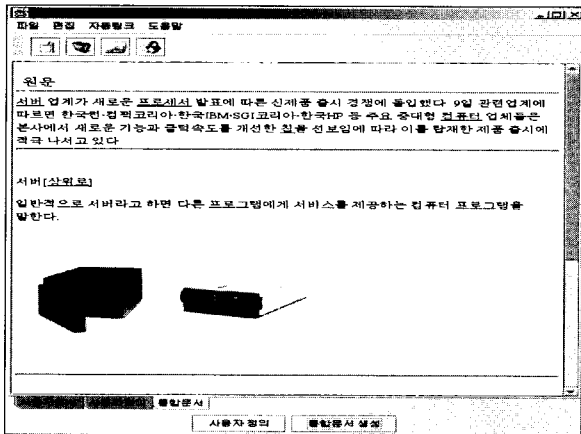 파일 편집 자동링크 도움말
원문
서버 업계가 새로운 프로세서 발표에 따른 신제품 출시 경쟁에 돌입했다 9일 관련업계에
따르면 한국썬·컴팩코리아·한국IBM·SGI코리아·한국HP 등 주요 중대형 컴퓨터 업체들은
본사에서 새로운 기능과 클럭속도를 개선한 칩을 선보임에 따라 이를 탑재한 제품 출시에
적극 나서고 있다
서버[상위로]
일반적으로 서버라고 하면 다른 프로그램에게 서비스를 제공하는 컴퓨터 프로그램을
말한다.
통합문서
사용자 정의 통합문서 생성